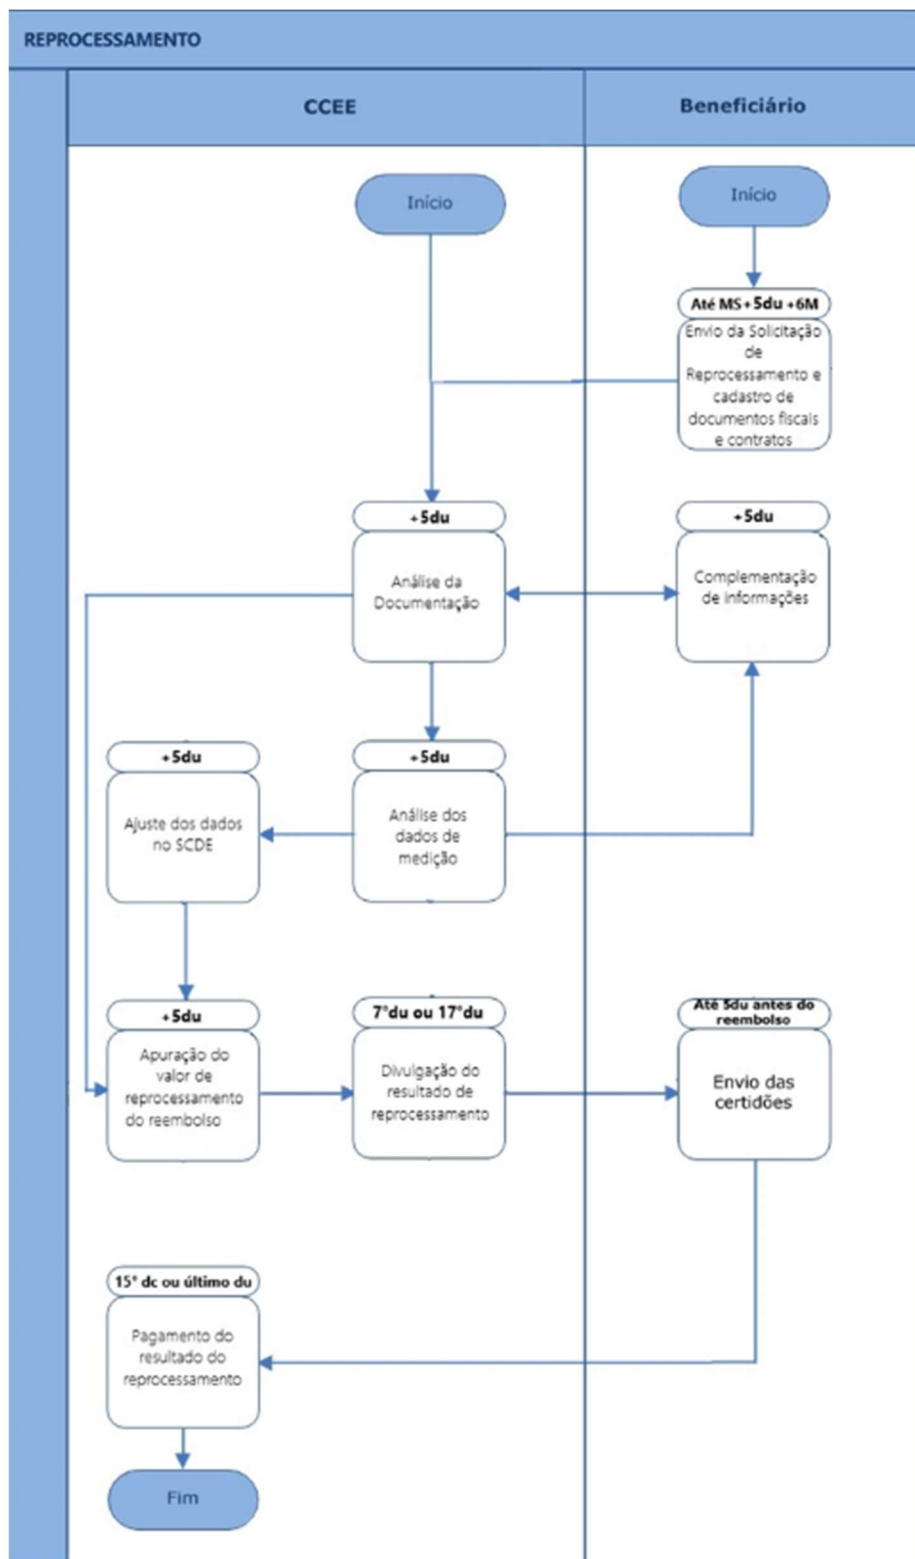 REPROCESSAMENTO
CCEE
Beneficiário
Início
Início
Até MS+5du +6M
Envio da Solicitação
de
Reprocessamento e
cadastro de
documentos fiscais
e contratos
+5du
Análise da
Documentação
+5du
Complementação
de informações
+5du
Ajuste dos dados
no SCDE
+5du
Análise dos
dados de
medição
+5du
Apuração do
valor de
reprocessamento
do reembolso
7°du ou 17°du
Divulgação do
resultado de
reprocessamento
Até 5du antes do
reembolso
Envio das
certidões
15° dc ou último du
Pagamento do
resultado do
reprocessamento
Fim